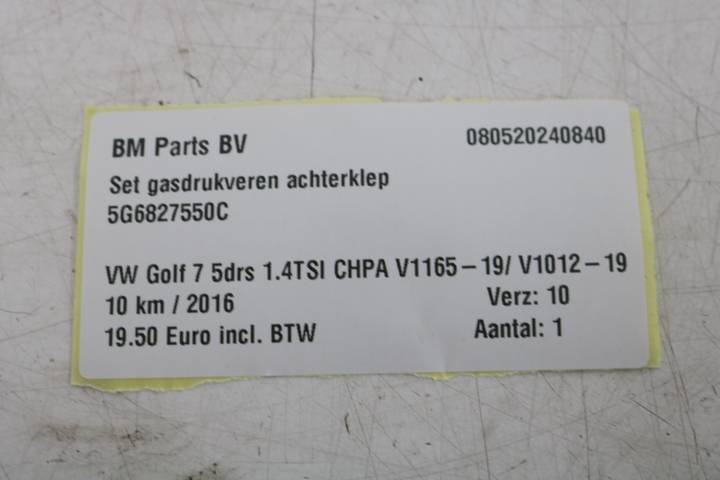 BM Parts BV 080520240840
Set gasdrukveren achterklep
5G6827550C
VW Golf 7 5drs 1.4TSI CHPA V1165-19/ V1012-19
10 km / 2016 Verz: 10
19.50 Euro incl. BTW Aantal: 1